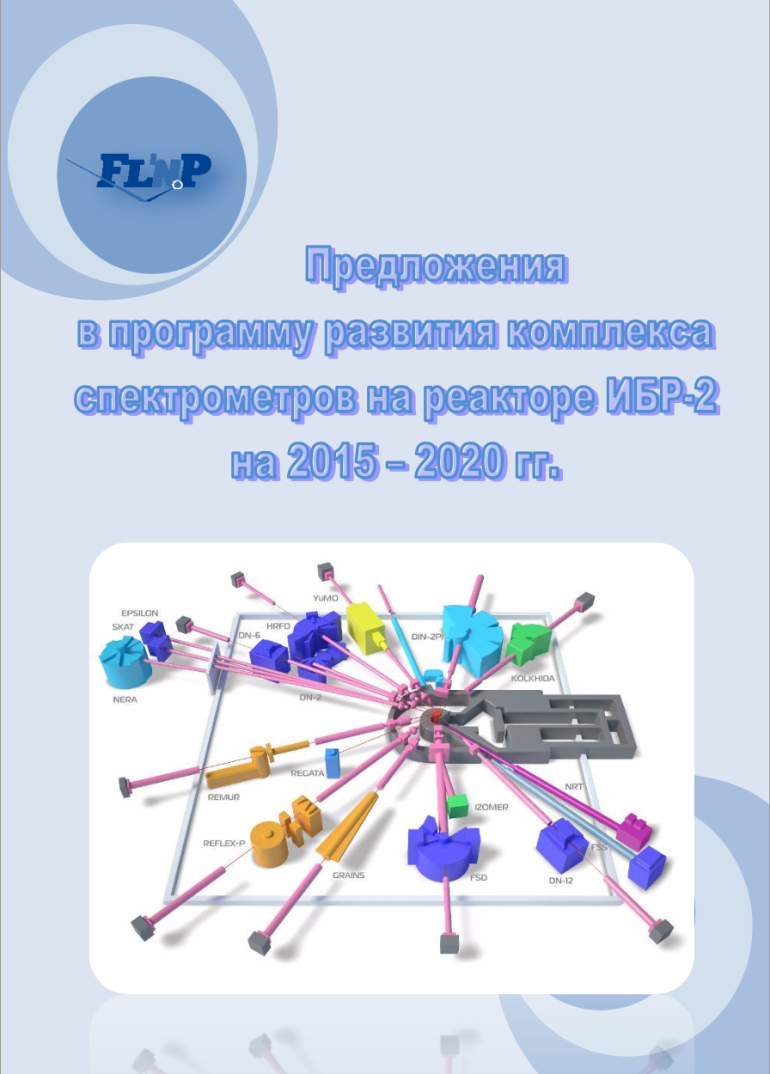 FLNP
Предложения
в программу развития комплекса
спектрометров на реакторе ИБР-2
на 2015 – 2020 гг.
YuMO
EPSILON
SKAT
HRFD
DN-6
DIN-2PI
KOLKHIDA
NERA
DN-2
REGATA
REMUR
NRT
IZOMER
REFLEX-P
FSS
GRAINS
FSD
DN-12